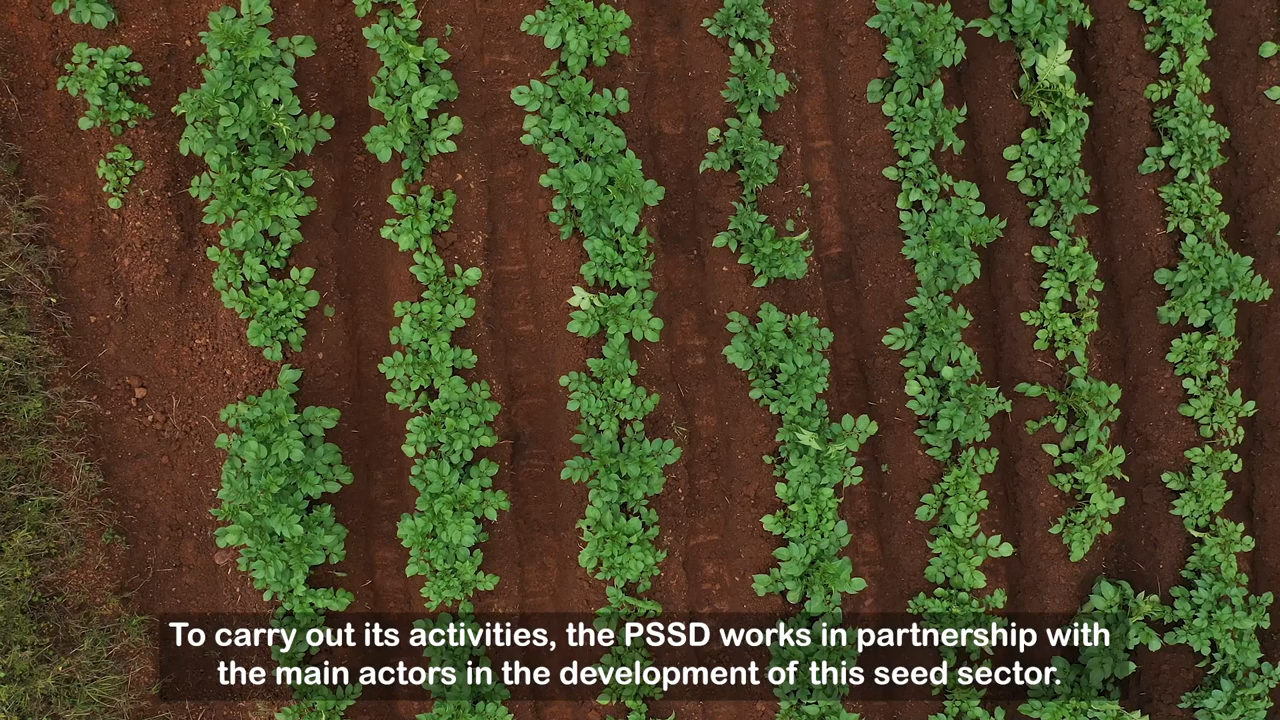 To carry out its activities, the PSSD works in partnership with
the main actors in the development of this seed sector.